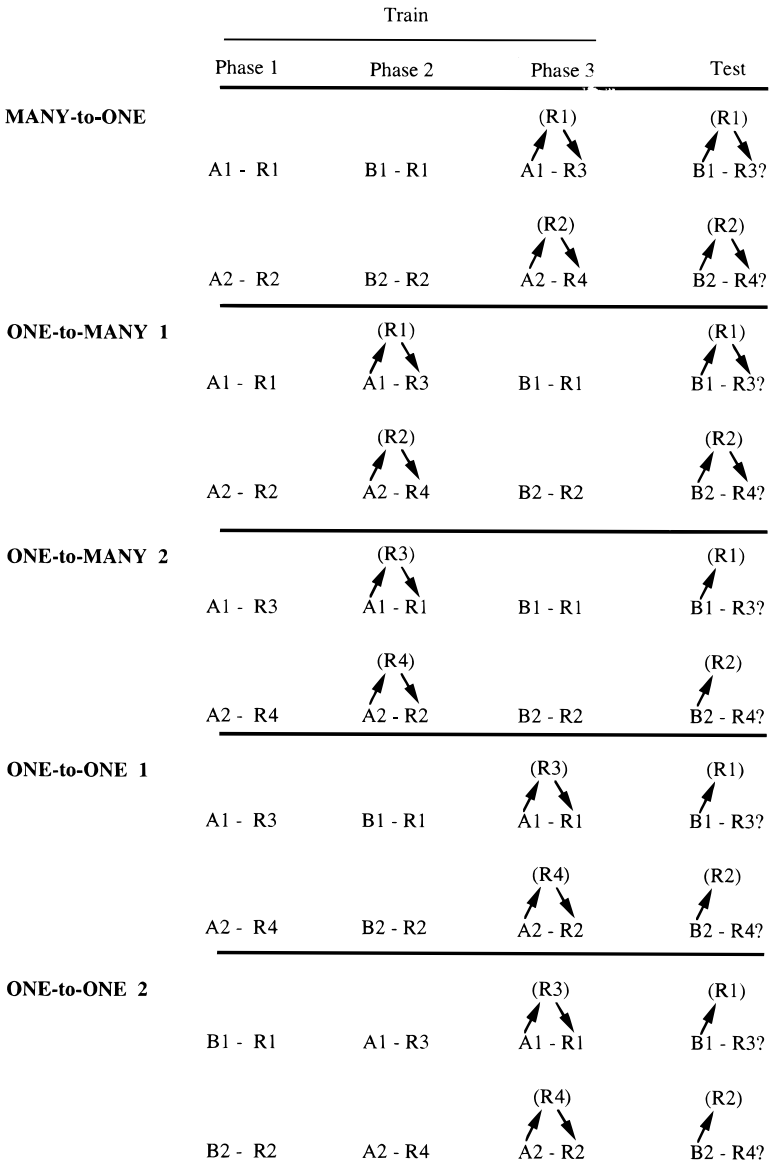 Train
Phase 1 Phase 2 Phase 3 Test
MANY-to-ONE (R1) (R1)
A1 - R1 B1 - R1 A1 - R3 B1 - R3?
(R2) (R2)
A2 - R2 B2 - R2 A2 - R4 B2 - R4?
ONE-to-MANY 1 (R1) (R1)
A1 - R1 A1 - R3 B1 - R1 B1 - R3?
(R2) (R2)
A2 - R2 A2 - R4 B2 - R2 B2 - R4?
ONE-to-MANY 2 (R3) (R1)
A1 - R3 A1 - R1 B1 - R1 B1 - R3?
(R4) (R2)
A2 - R4 A2 - R2 B2 - R2 B2 - R4?
ONE-to-ONE 1 (R3) (R1)
A1 - R3 B1 - R1 A1 - R1 B1 - R3?
(R4) (R2)
A2 - R4 B2 - R2 A2 - R2 B2 - R4?
ONE-to-ONE 2 (R3) (R1)
B1 - R1 A1 - R3 A1 - R1 B1 - R3?
(R4) (R2)
B2 - R2 A2 - R4 A2 - R2 B2 - R4?